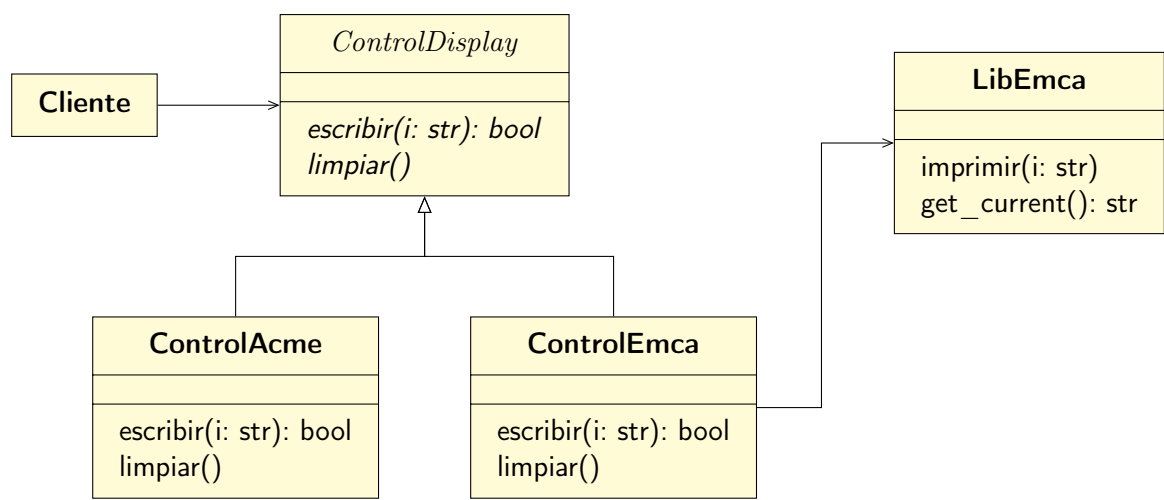 ControlDisplay
escribir(i: str): bool
limpiar()
Cliente
LibEmca
imprimir(i: str)
get_current(): str
ControlAcme
escribir(i: str): bool
limpiar()
ControlEmca
escribir(i: str): bool
limpiar()